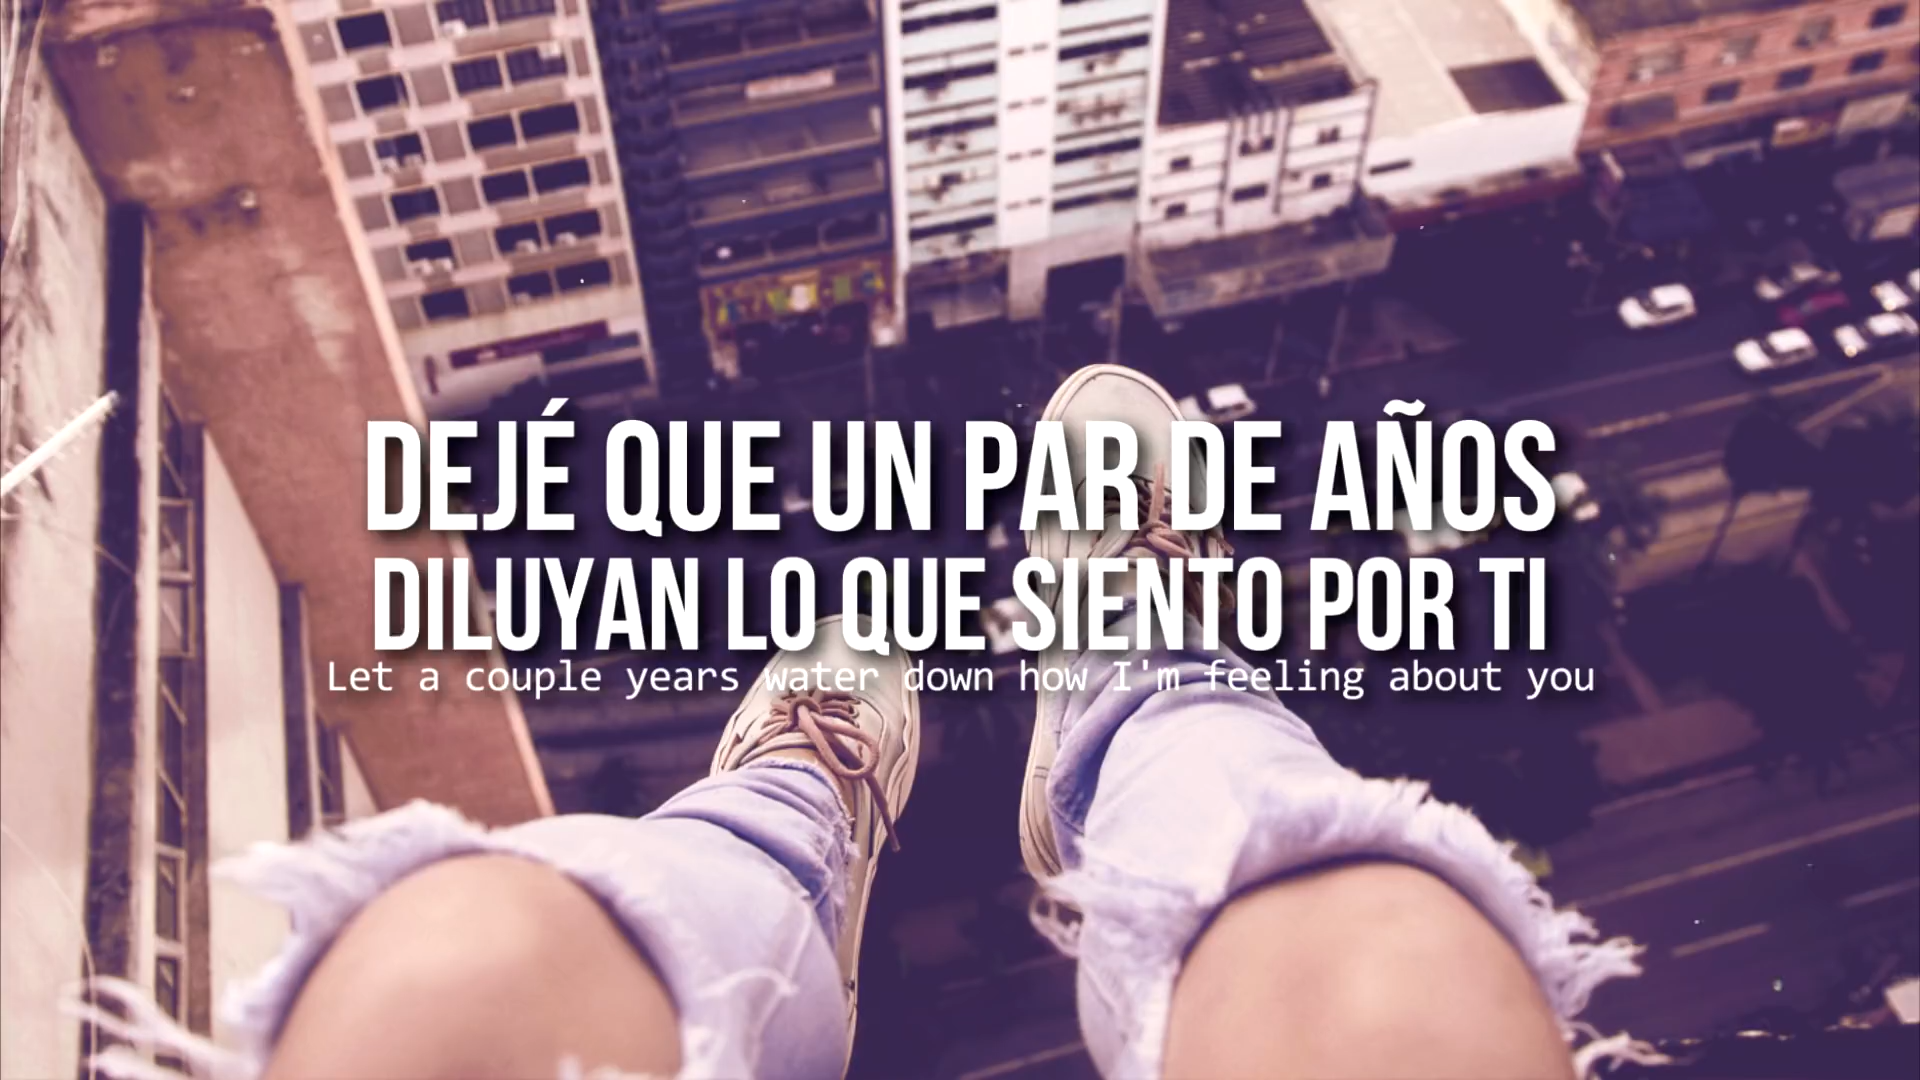 DEJÉ QUE UN PAR DE AÑOS
DILUYAN LO QUE SIENTO POR TI
Let a couple years water down how I'm feeling about you